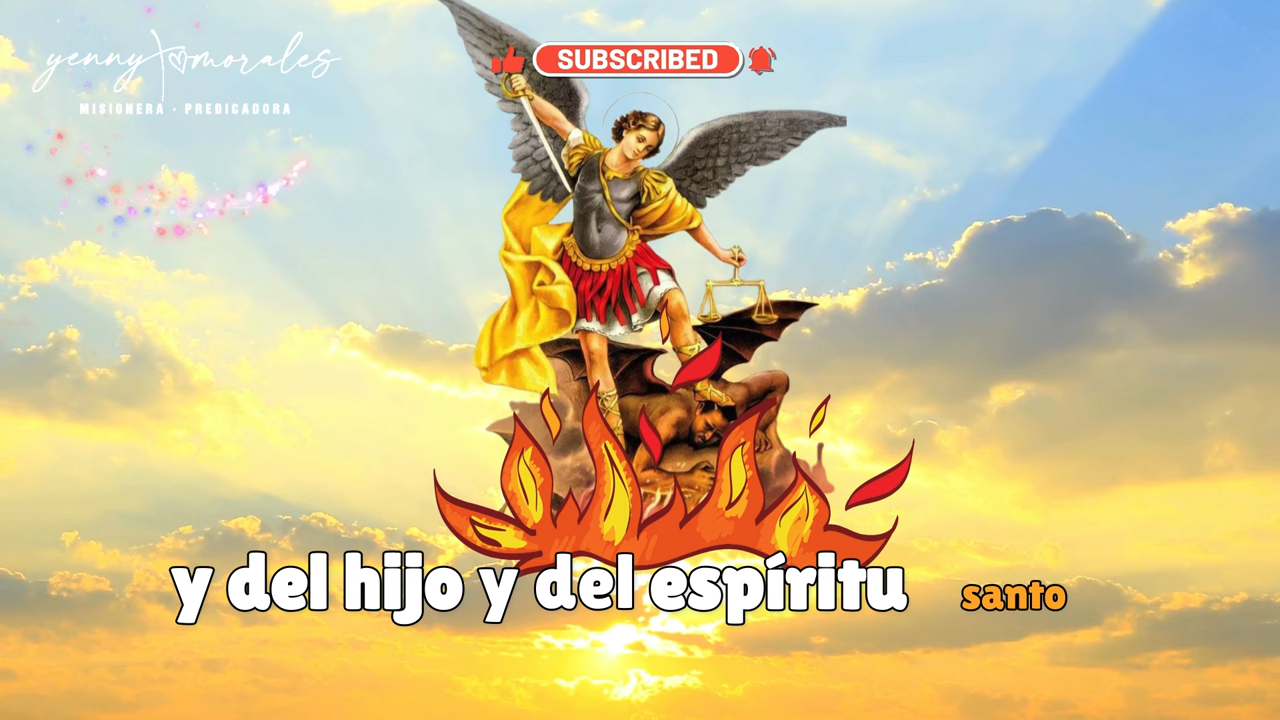 yenny morales
MISIONERA · PREDICADORA
SUBSCRIBED
y del hijo y del espíritu santo